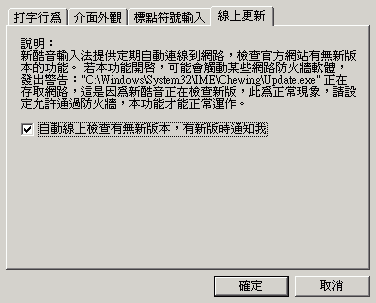 打字行為
介面外觀
標點符號輸入
線上更新
說明：
新酷音輸入法提供定期自動連線到網路，檢查官方網站有無新版
本的功能。 若本功能開啓，可能會觸動某些網路防火牆軟體，
發出警告："C:\Windows\System32\IME\Chewing\Update.exe" 正在
存取網路，這是因為新酷音正在檢查新版，此為正常現象，請設
定允許通過防火牆，本功能才能正常運作。
自動線上檢查有無新版本，有新版時通知我
確定
取消